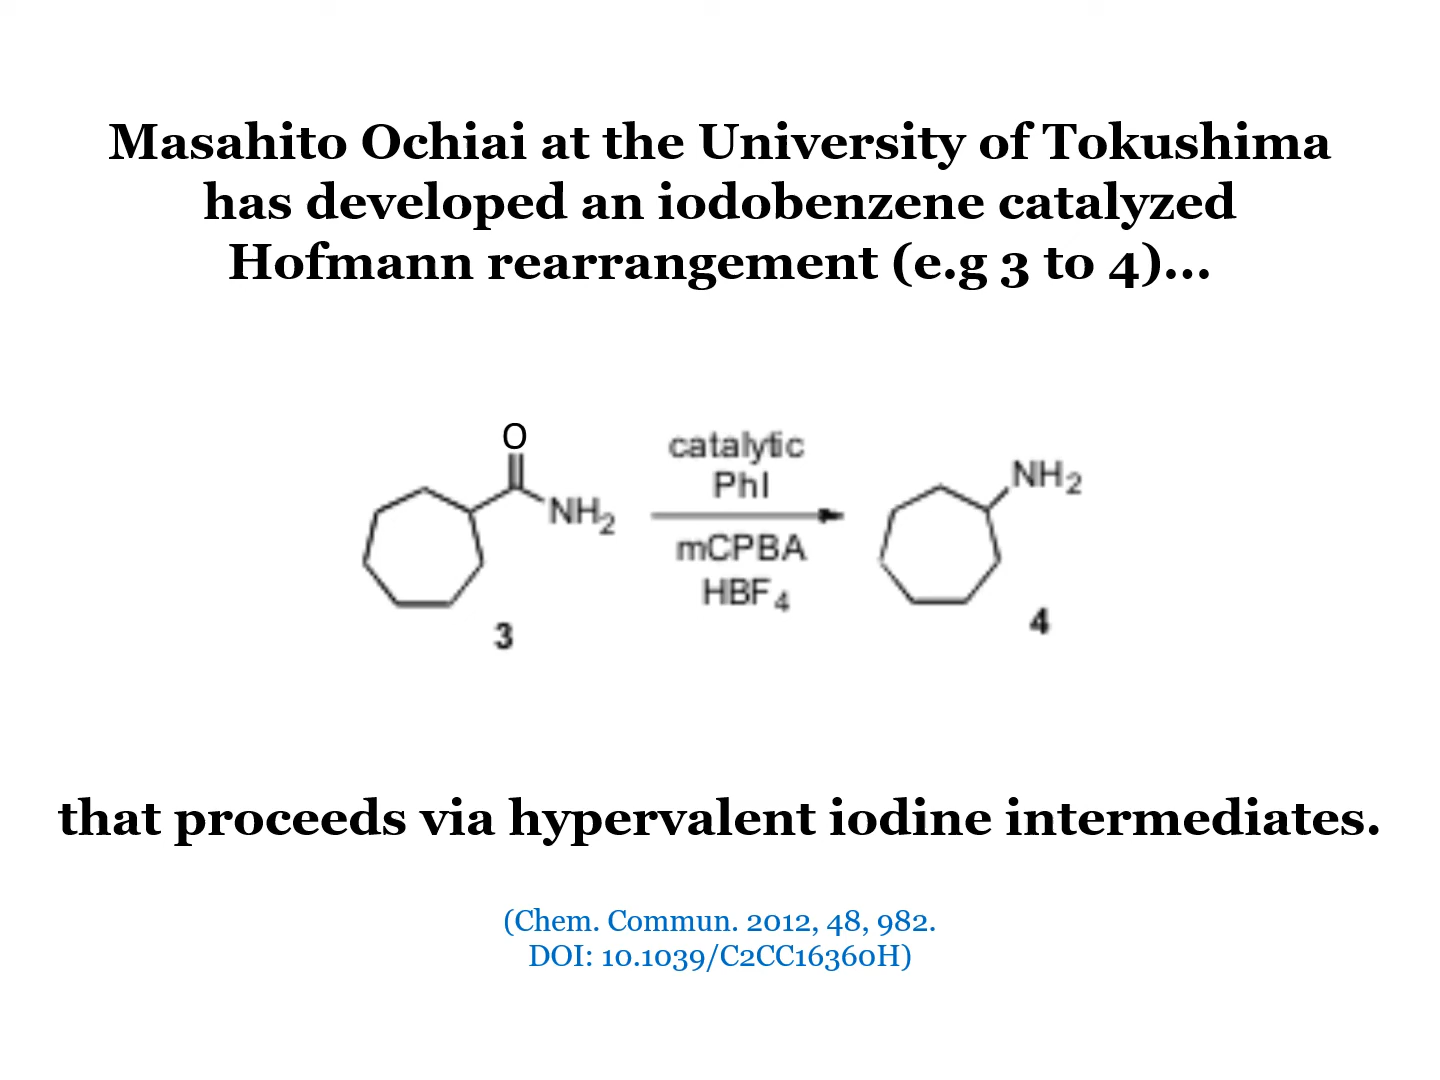 Masahito Ochiai at the University of Tokushima
has developed an iodobenzene catalyzed
Hofmann rearrangement (e.g 3 to 4)...
O
NH2
3
catalytic
PhI
mCPBA
HBF4
NH2
4
that proceeds via hypervalent iodine intermediates.
(Chem. Commun. 2012, 48, 982.
DOI: 10.1039/C2CC16360H)